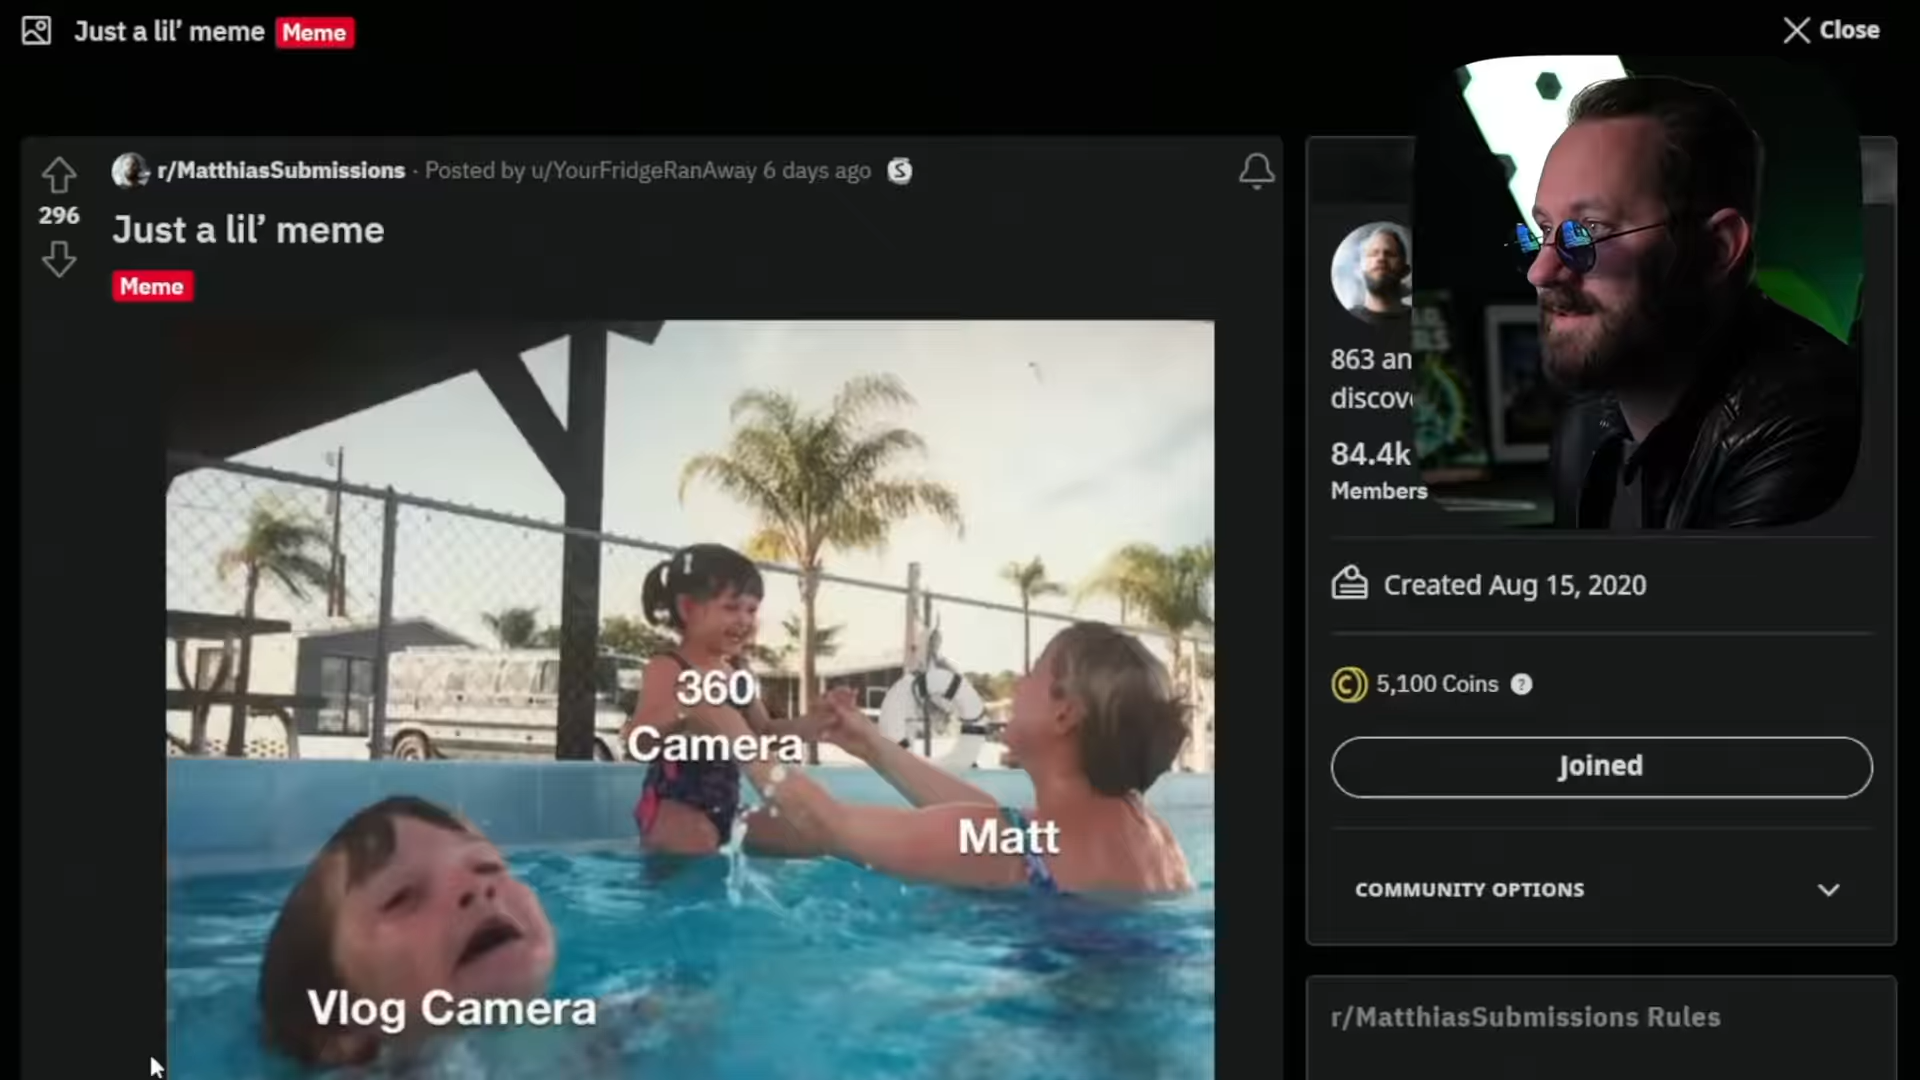 Just a lil’ meme Meme
Close
r/MatthiasSubmissions · Posted by u/YourFridgeRanAway 6 days ago
296
Just a lil’ meme
Meme
360
Camera
Matt
Vlog Camera
863 an
discov
84.4k
Members
Created Aug 15, 2020
5,100 Coins
Joined
COMMUNITY OPTIONS
r/MatthiasSubmissions Rules